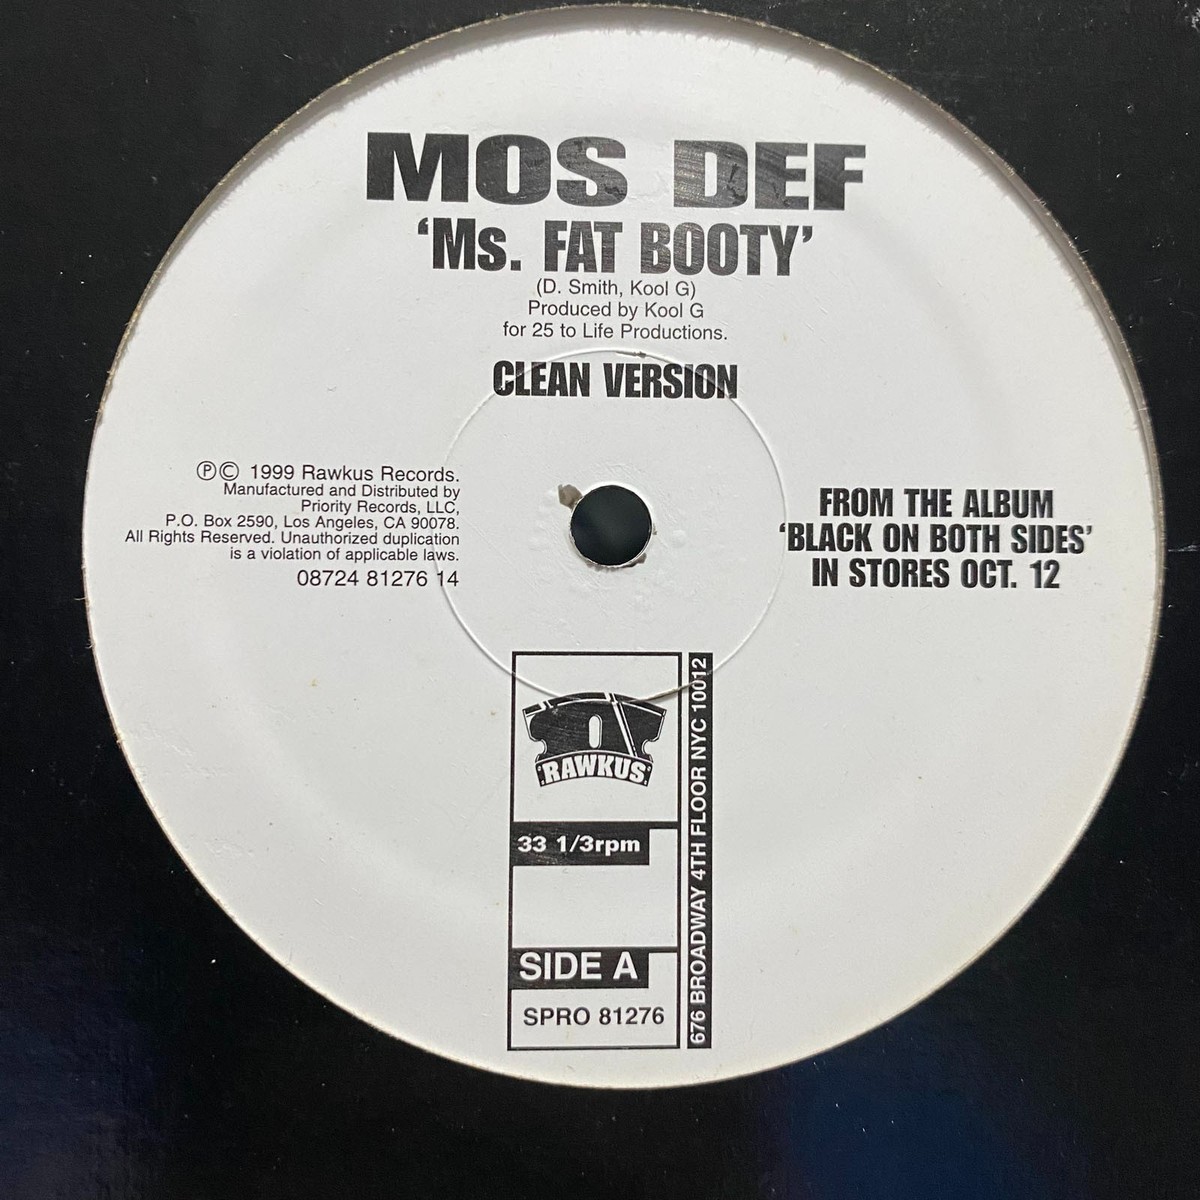 MOS DEF
'Ms. FAT BOOTY'
(D. Smith, Kool G)
Produced by Kool G
for 25 to Life Productions.
CLEAN VERSION
℗© 1999 Rawkus Records.
Manufactured and Distributed by
Priority Records, LLC,
P.O. Box 2590, Los Angeles, CA 90078.
All Rights Reserved. Unauthorized duplication
is a violation of applicable laws.
08724 81276 14
FROM THE ALBUM
'BLACK ON BOTH SIDES'
IN STORES OCT. 12
RAWKUS
33 1/3rpm
SIDE A
SPRO 81276
676 BROADWAY 4TH FLOOR NYC 10012